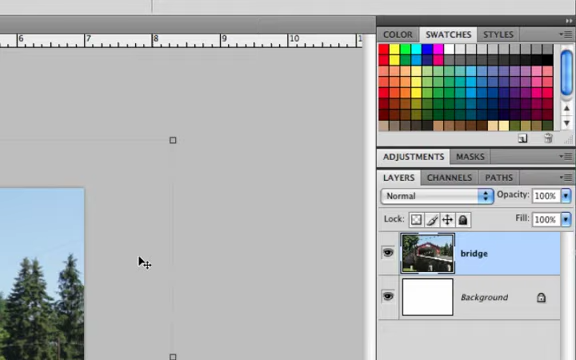 6 7 8 9 10
COLOR SWATCHES STYLES
ADJUSTMENTS MASKS
LAYERS CHANNELS PATHS
Normal Opacity: 100%
Lock: Fill: 100%
bridge
Background